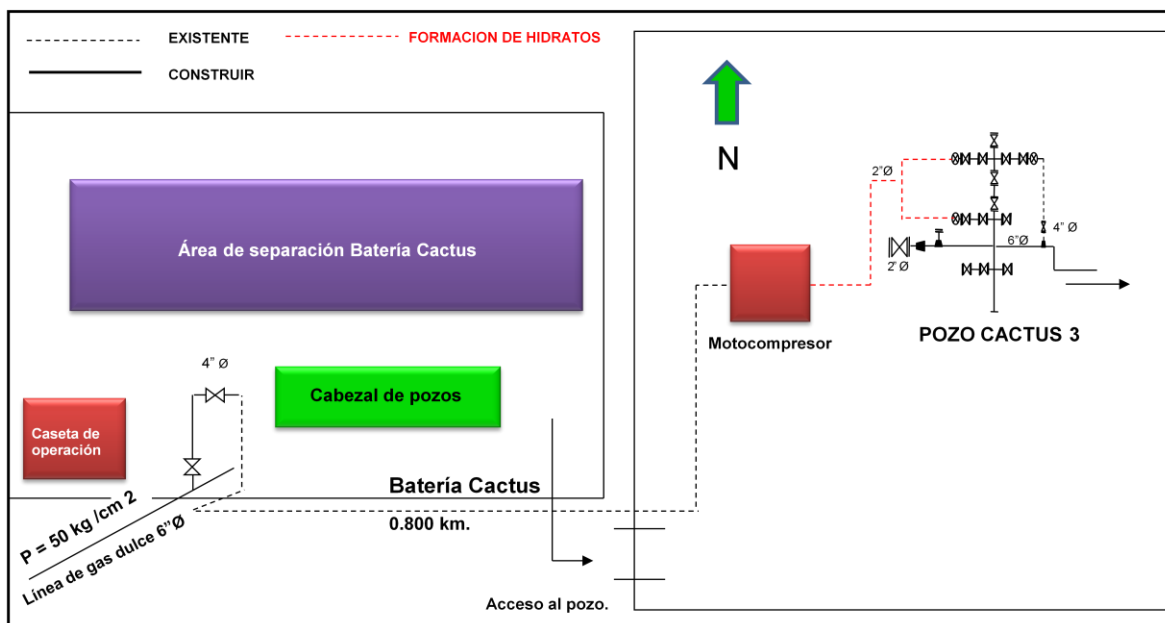 EXISTENTE
FORMACION DE HIDRATOS
CONSTRUIR
N
Área de separación Batería Cactus
2”Ø
4” Ø
6”Ø
2” Ø
Motocompresor
POZO CACTUS 3
4” Ø
Cabezal de pozos
Caseta de
operación
Batería Cactus
P = 50 kg /cm 2
0.800 km.
Línea de gas dulce 6”Ø
Acceso al pozo.